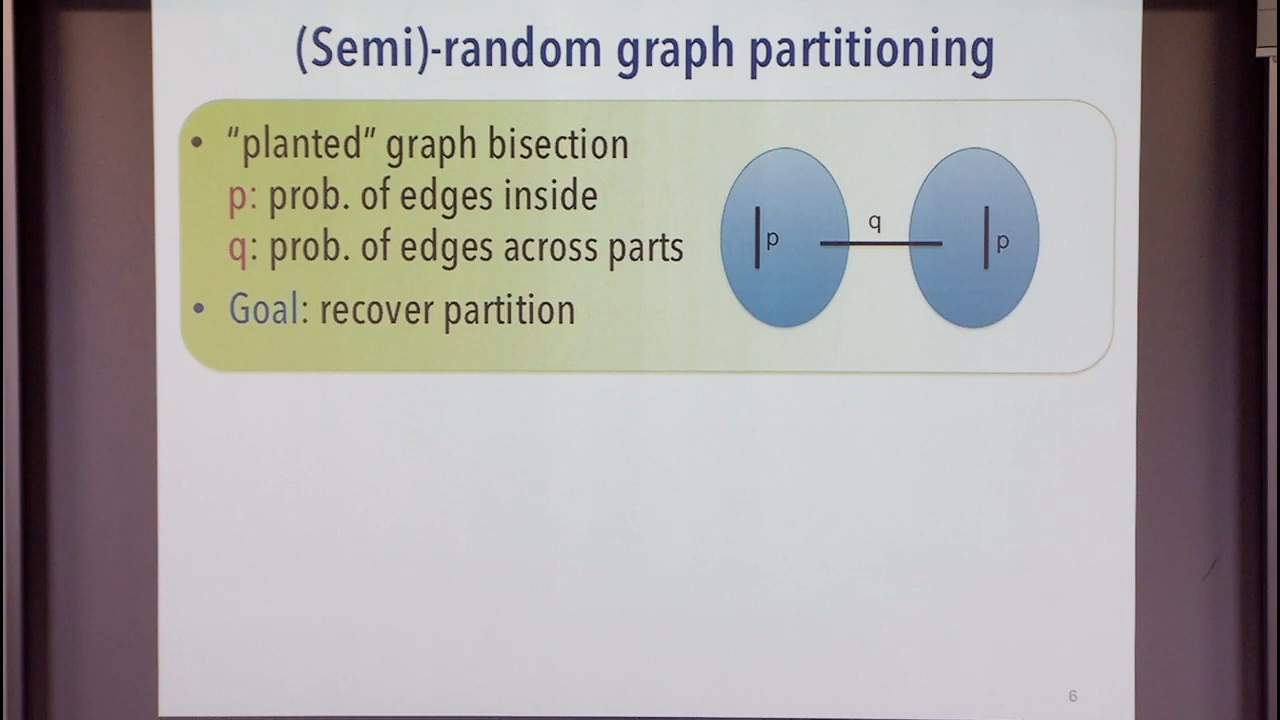 (Semi)-random graph partitioning
• “planted” graph bisection
p: prob. of edges inside
q: prob. of edges across parts
• Goal: recover partition
p
q
p
6